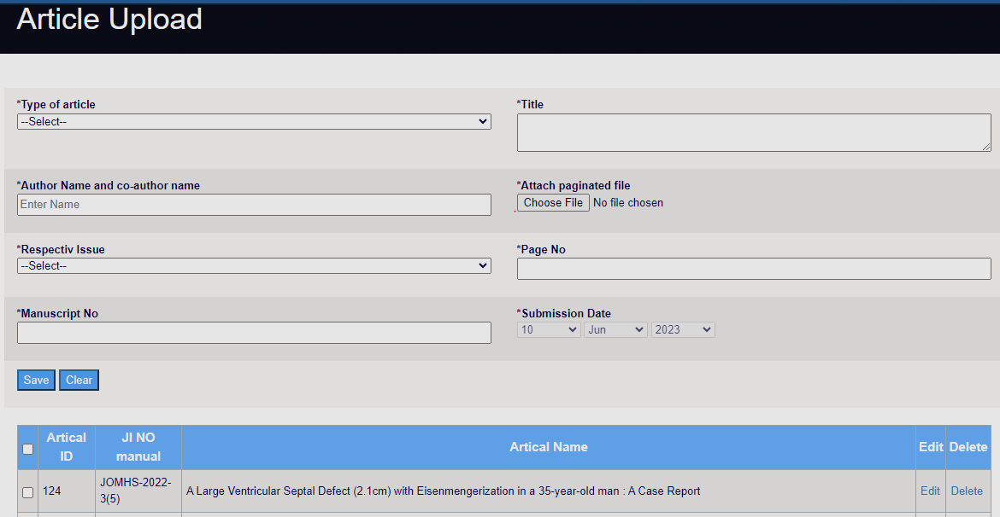 Article Upload
*Type of article
--Select--
*Title
*Author Name and co-author name
Enter Name
*Attach paginated file
Choose File No file chosen
*Respectiv Issue
--Select--
*Page No
*Manuscript No
*Submission Date
10 Jun 2023
Save Clear
Artical
ID
JI NO
manual
Artical Name
Edit
Delete
124
JOMHS-2022-
3(5)
A Large Ventricular Septal Defect (2.1cm) with Eisenmengerization in a 35-year-old man : A Case Report
Edit
Delete